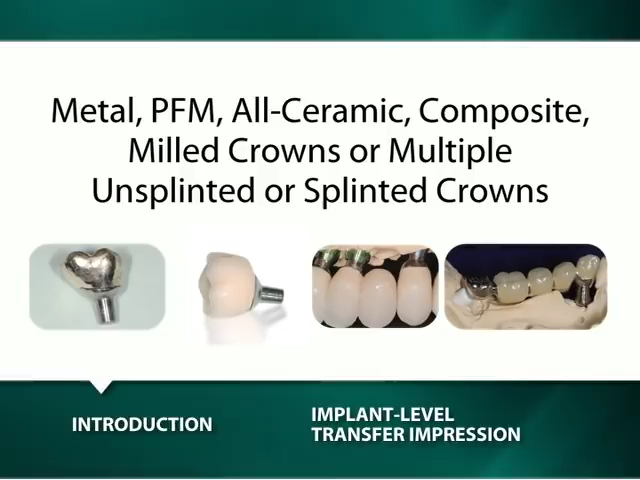 Metal, PFM, All-Ceramic, Composite,
Milled Crowns or Multiple
Unsplinted or Splinted Crowns
INTRODUCTION
IMPLANT-LEVEL
TRANSFER IMPRESSION